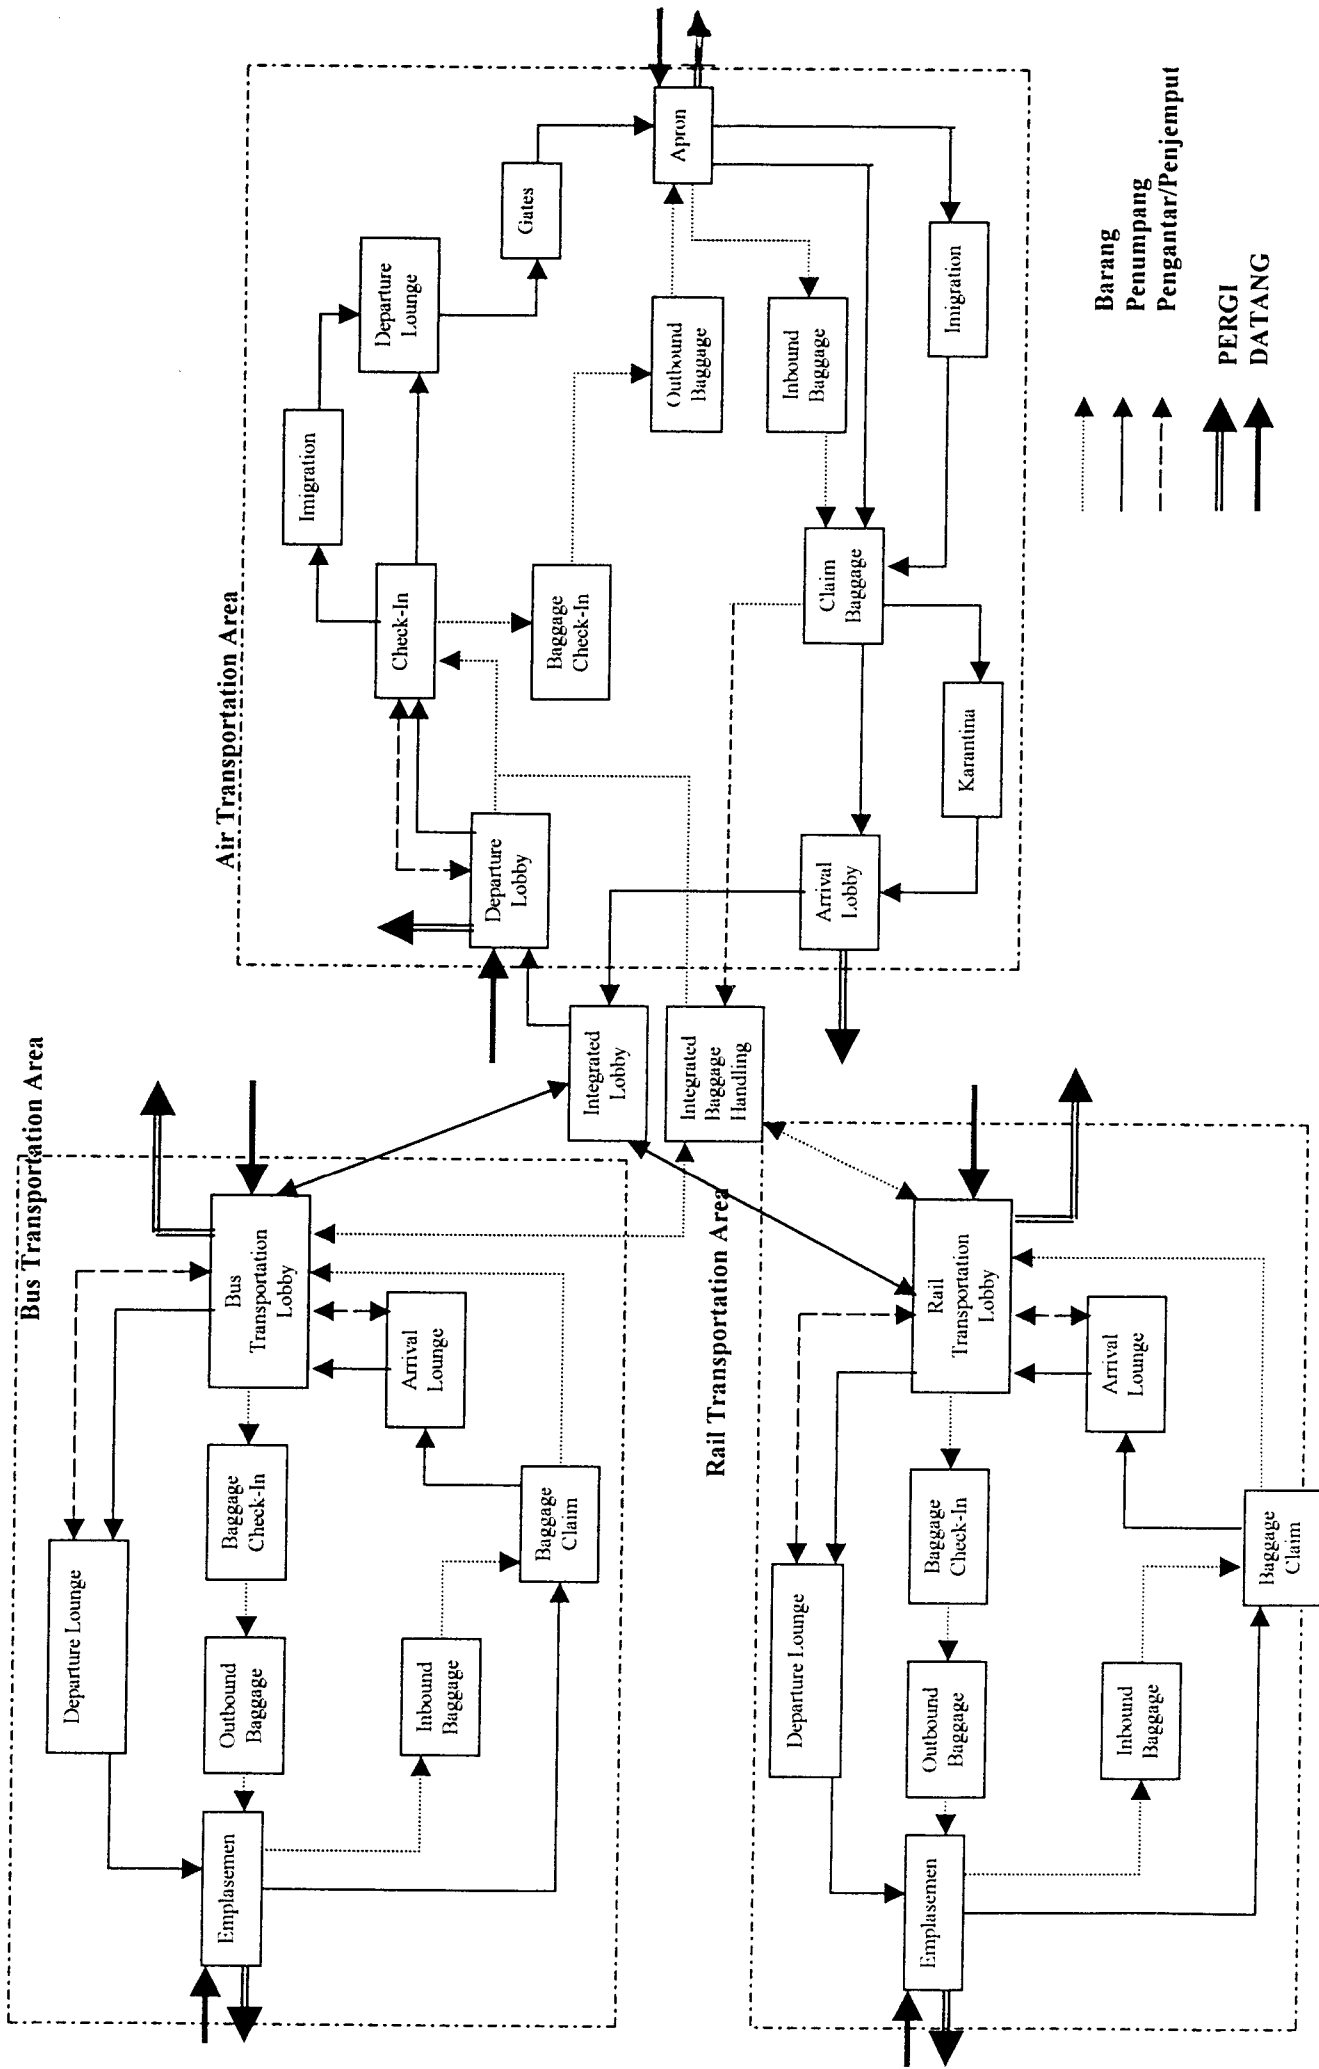 Bus Transportation Area
Departure Lounge
Bus
Transportation
Lobby
Baggage
Check-In
Outbound
Baggage
Emplasemen
Arrival
Lounge
Inbound
Baggage
Baggage
Claim
Rail Transportation Area
Departure Lounge
Rail
Transportation
Lobby
Baggage
Check-In
Outbound
Baggage
Emplasemen
Arrival
Lounge
Inbound
Baggage
Baggage
Claim
Integrated
Lobby
Integrated
Baggage
Handling
Air Transportation Area
Departure
Lobby
Check-In
Imigration
Departure
Lounge
Gates
Apron
Baggage
Check-In
Outbound
Baggage
Inbound
Baggage
Claim
Baggage
Imigration
Arrival
Lobby
Karantina
Barang
Penumpang
Pengantar/Penjemput
PERGI
DATANG